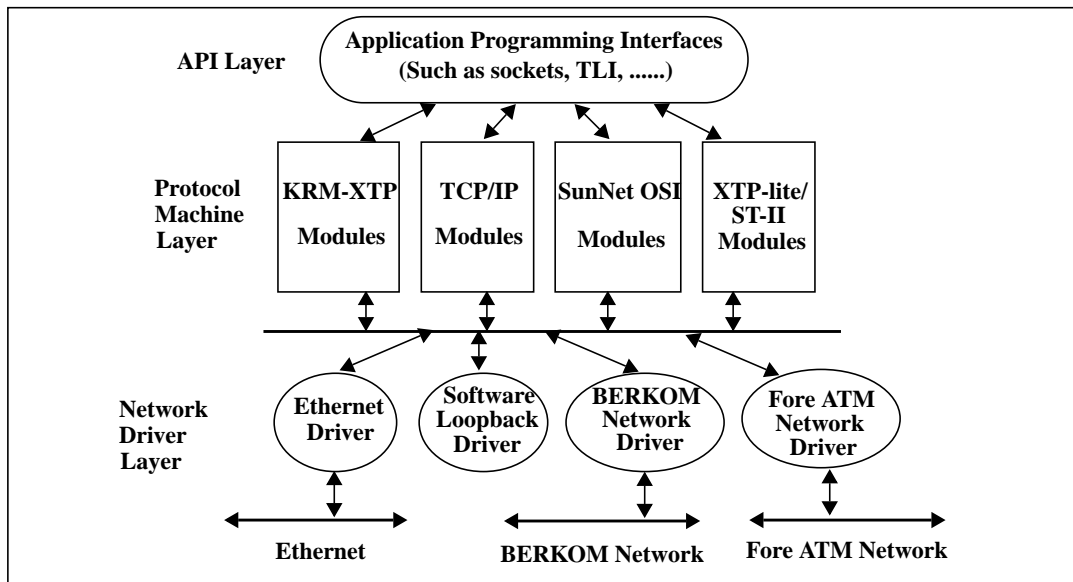 API Layer
Application Programming Interfaces
(Such as sockets, TLI, ......)
Protocol
Machine
Layer
KRM-XTP
Modules
TCP/IP
Modules
SunNet OSI
Modules
XTP-lite/
ST-II
Modules
Network
Driver
Layer
Ethernet
Driver
Software
Loopback
Driver
BERKOM
Network
Driver
Fore ATM
Network
Driver
Ethernet
BERKOM Network
Fore ATM Network